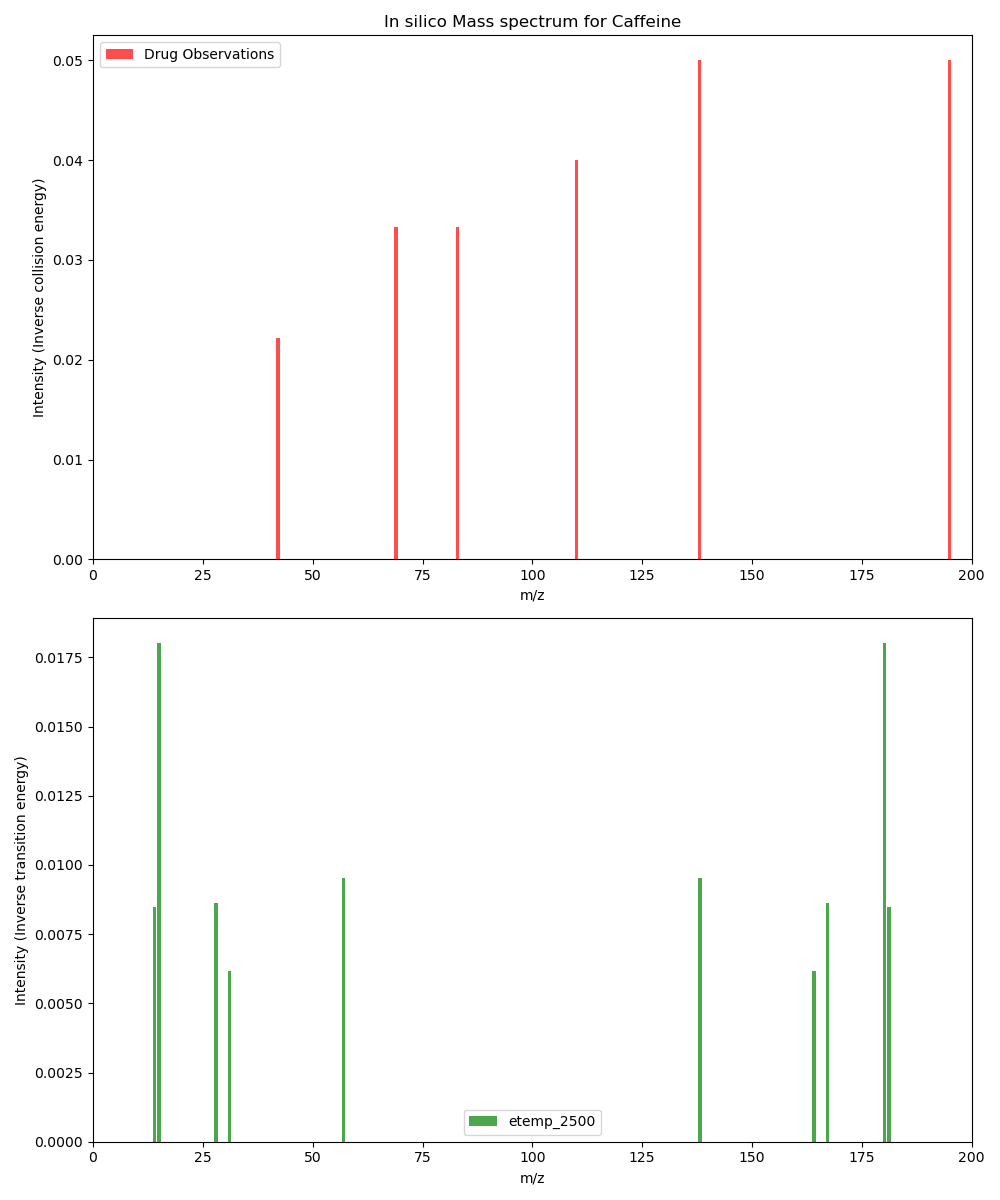 In silico Mass spectrum for Caffeine
Drug Observations
0.05
0.04
0.03
0.02
0.01
0.00
Intensity (Inverse collision energy)
0 25 50 75 100 125 150 175 200
m/z
0.0175
0.0150
0.0125
0.0100
0.0075
0.0050
0.0025
0.0000
Intensity (Inverse transition energy)
etemp_2500
0 25 50 75 100 125 150 175 200
m/z